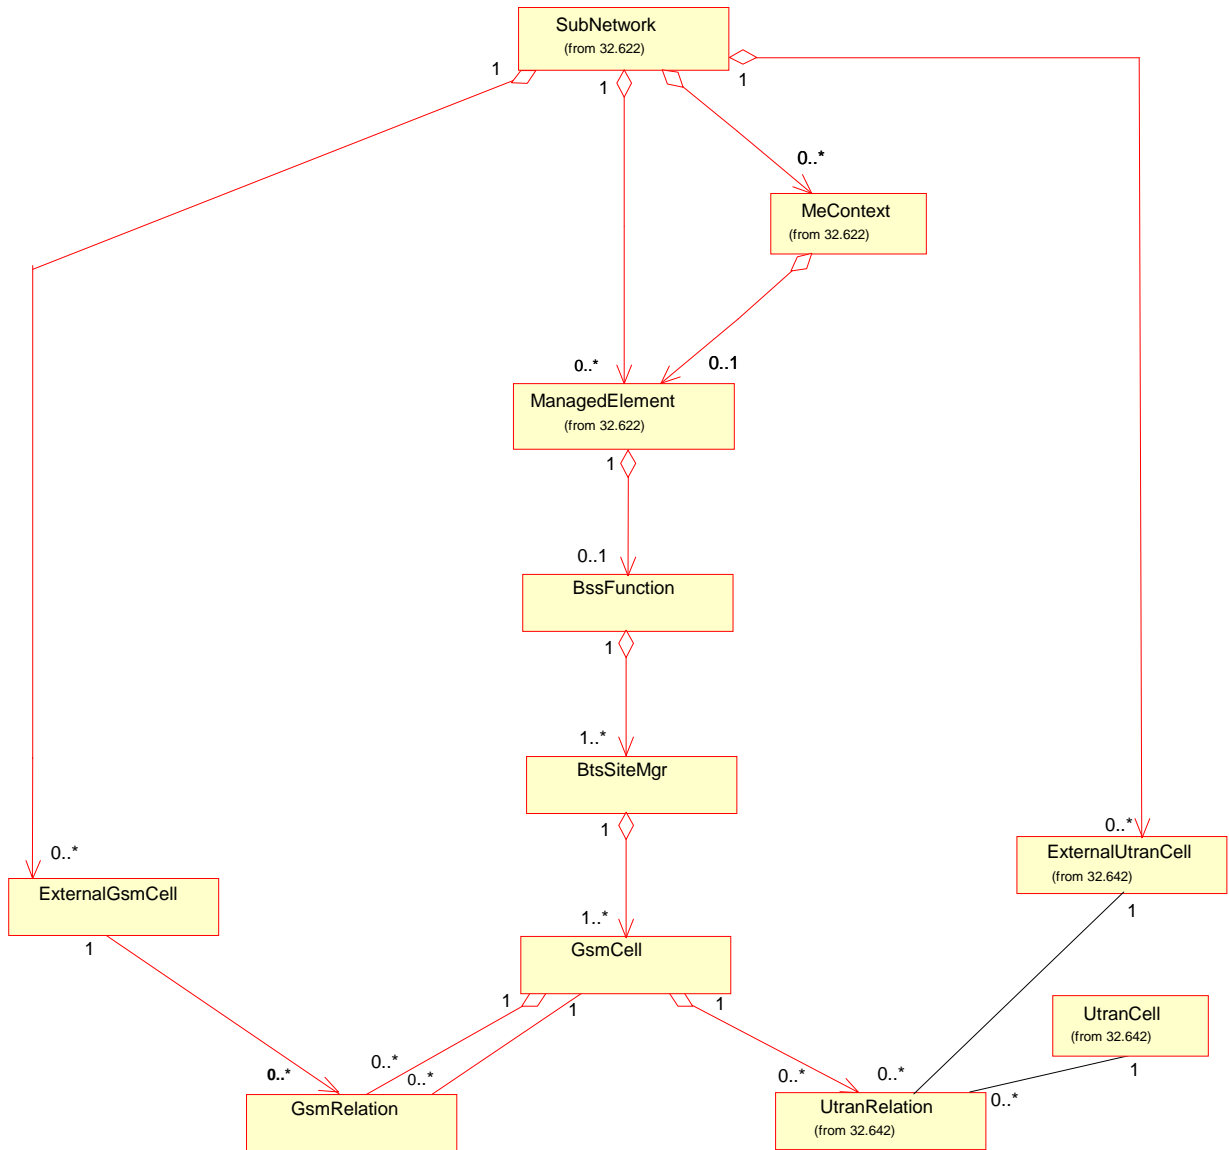 SubNetwork
(from 32.622)
1
1
1
0..*
MeContext
(from 32.622)
0..*
0..1
ManagedElement
(from 32.622)
1
0..1
BssFunction
1
1..*
BtsSiteMgr
1
0..*
ExternalUtranCell
(from 32.642)
1
0..*
ExternalGsmCell
1
1..*
GsmCell
1
1
1
UtranCell
(from 32.642)
1
0..*
0..*
0..*
0..*
0..*
0..*
GsmRelation
UtranRelation
(from 32.642)